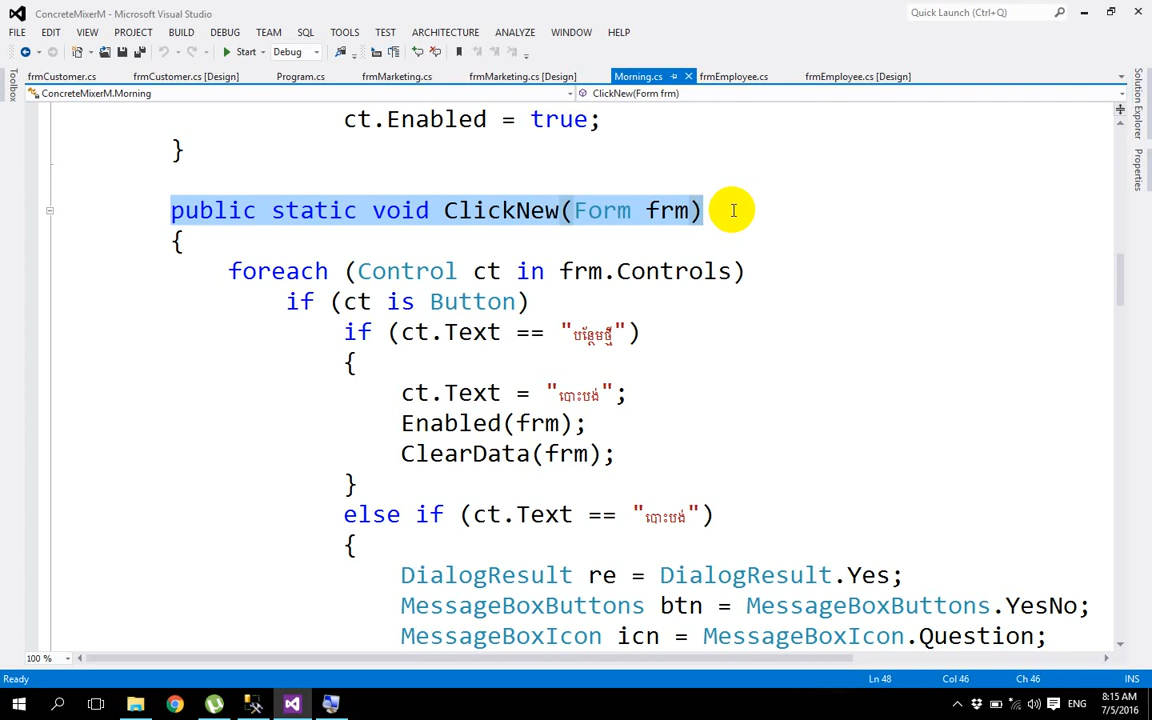 ConcreteMixerM - Microsoft Visual Studio
Quick Launch (Ctrl+Q)
FILE EDIT VIEW PROJECT BUILD DEBUG TEAM SQL TOOLS TEST ARCHITECTURE ANALYZE WINDOW HELP
Start Debug
Toolbox
frmCustomer.cs frmCustomer.cs [Design] Program.cs frmMarketing.cs frmMarketing.cs [Design] Morning.cs frmEmployee.cs frmEmployee.cs [Design]
Solution Explorer
Properties
ConcreteMixerM.Morning ClickNew(Form frm)
ct.Enabled = true;
}
public static void ClickNew(Form frm)
{
foreach (Control ct in frm.Controls)
if (ct is Button)
if (ct.Text == "បន្ថែមថ្មី")
{
ct.Text = "បោះបង់";
Enabled(frm);
ClearData(frm);
}
else if (ct.Text == "បោះបង់")
{
DialogResult re = DialogResult.Yes;
MessageBoxButtons btn = MessageBoxButtons.YesNo;
MessageBoxIcon icn = MessageBoxIcon.Question;
100 %
Ready Ln 48 Col 46 Ch 46 INS
ENG 8:15 AM
7/5/2016